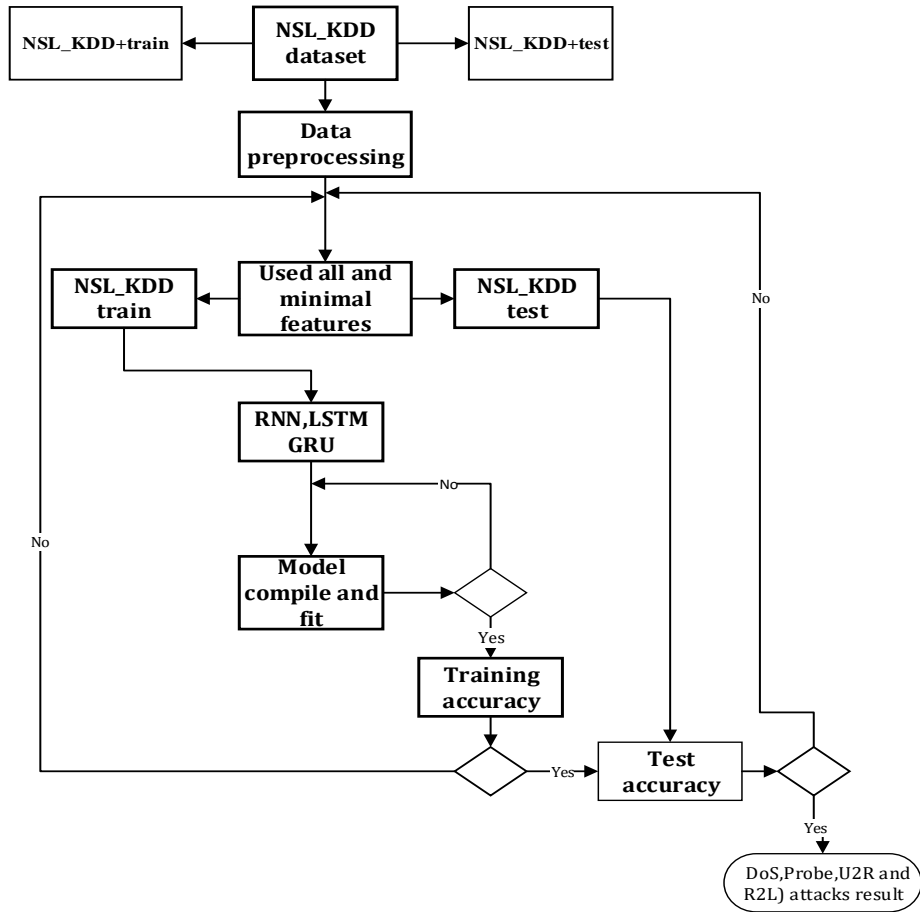 NSL_KDD+train
NSL_KDD
dataset
NSL_KDD+test
Data
preprocessing
NSL_KDD
train
Used all and
minimal
features
NSL_KDD
test
No
RNN,LSTM
GRU
No
No
Model
compile and
fit
Yes
Training
accuracy
Yes
Test
accuracy
Yes
DoS,Probe,U2R and
R2L) attacks result